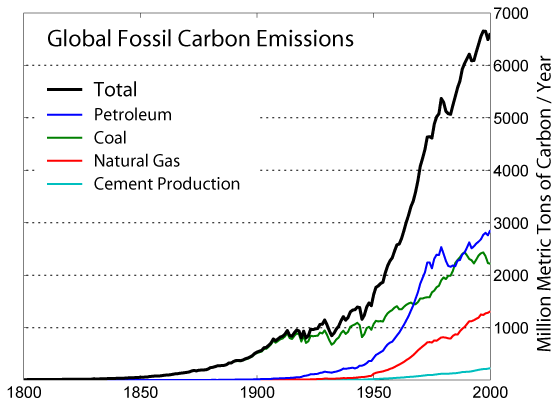 Global Fossil Carbon Emissions
Total
Petroleum
Coal
Natural Gas
Cement Production
7000
6000
5000
4000
3000
2000
1000
Million Metric Tons of Carbon / Year
1800 1850 1900 1950 2000